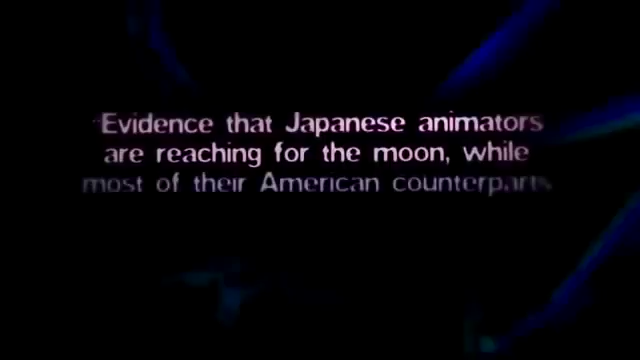 "Evidence that Japanese animators
are reaching for the moon, while
most of their American counterparts